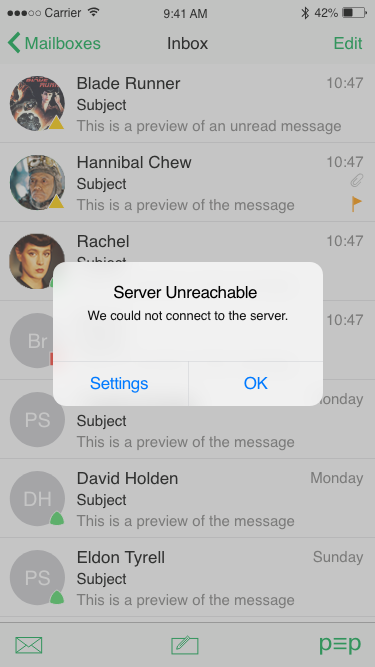 Carrier 9:41 AM 42%
Mailboxes Inbox Edit
Blade Runner 10:47
Subject
This is a preview of an unread message
Hannibal Chew 10:47
Subject
This is a preview of the message
Rachel 10:47
Subject
Br 10:47
Server Unreachable
We could not connect to the server.
Settings OK
Monday
PS Subject
This is a preview of the message
David Holden Monday
DH Subject
This is a preview of the message
Eldon Tyrell Sunday
PS Subject
This is a preview of the message
p≡p